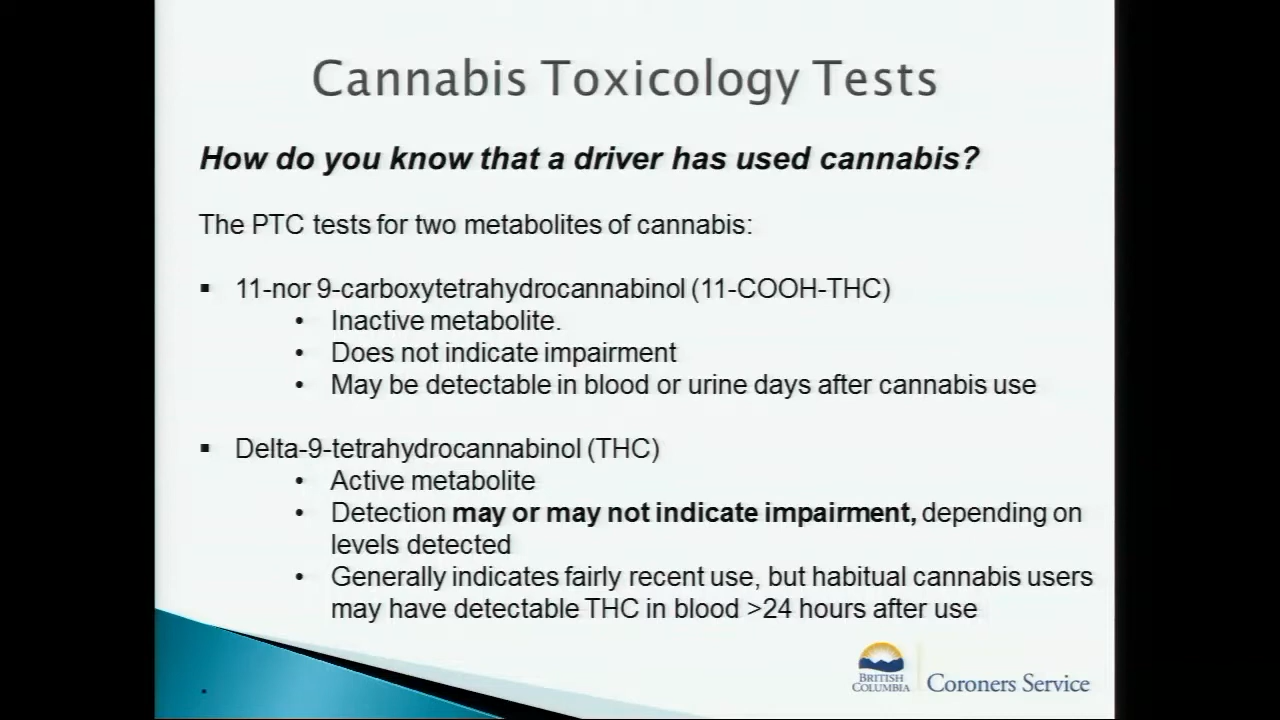 Cannabis Toxicology Tests
How do you know that a driver has used cannabis?
The PTC tests for two metabolites of cannabis:
▪ 11-nor 9-carboxytetrahydrocannabinol (11-COOH-THC)
• Inactive metabolite.
• Does not indicate impairment
• May be detectable in blood or urine days after cannabis use
▪ Delta-9-tetrahydrocannabinol (THC)
• Active metabolite
• Detection may or may not indicate impairment, depending on
levels detected
• Generally indicates fairly recent use, but habitual cannabis users
may have detectable THC in blood >24 hours after use
BRITISH
COLUMBIA
Coroners Service